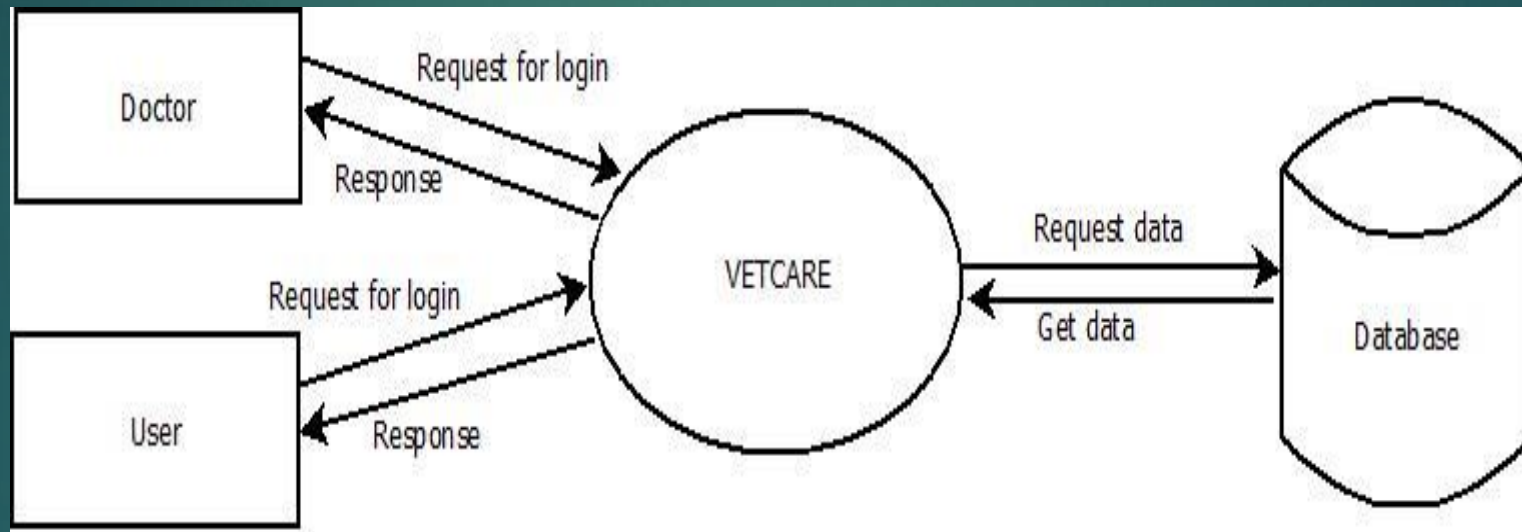 Doctor
Request for login
Response
Request for login
User
Response
VETCARE
Request data
Get data
Database